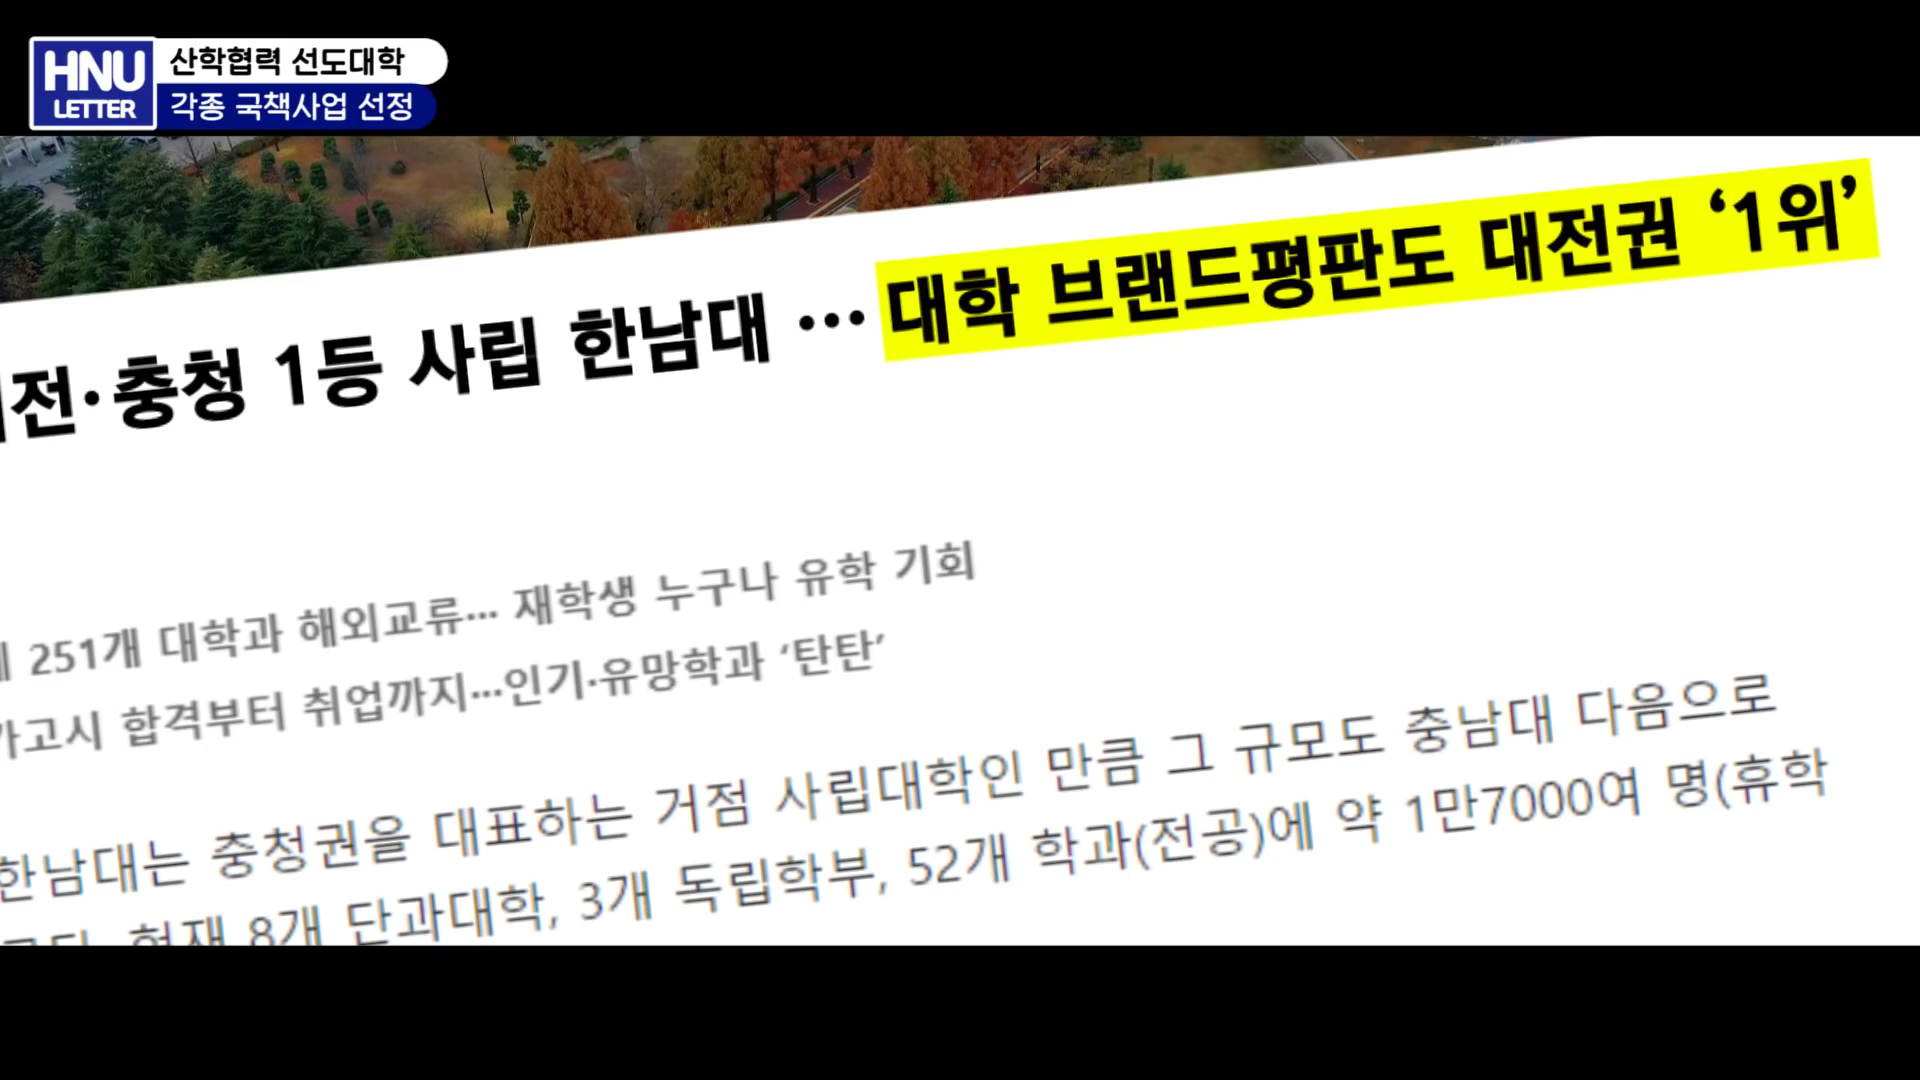 HNU
LETTER
산학협력 선도대학
각종 국책사업 선정
전·충청 1등 사립 한남대 … 대학 브랜드평판도 대전권 ‘1위’
251개 대학과 해외교류… 재학생 누구나 유학 기회
가고시 합격부터 취업까지…인기·유망학과 ‘탄탄’
한남대는 충청권을 대표하는 거점 사립대학인 만큼 그 규모도 충남대 다음으로
현재 8개 단과대학, 3개 독립학부, 52개 학과(전공)에 약 1만7000여 명(휴학